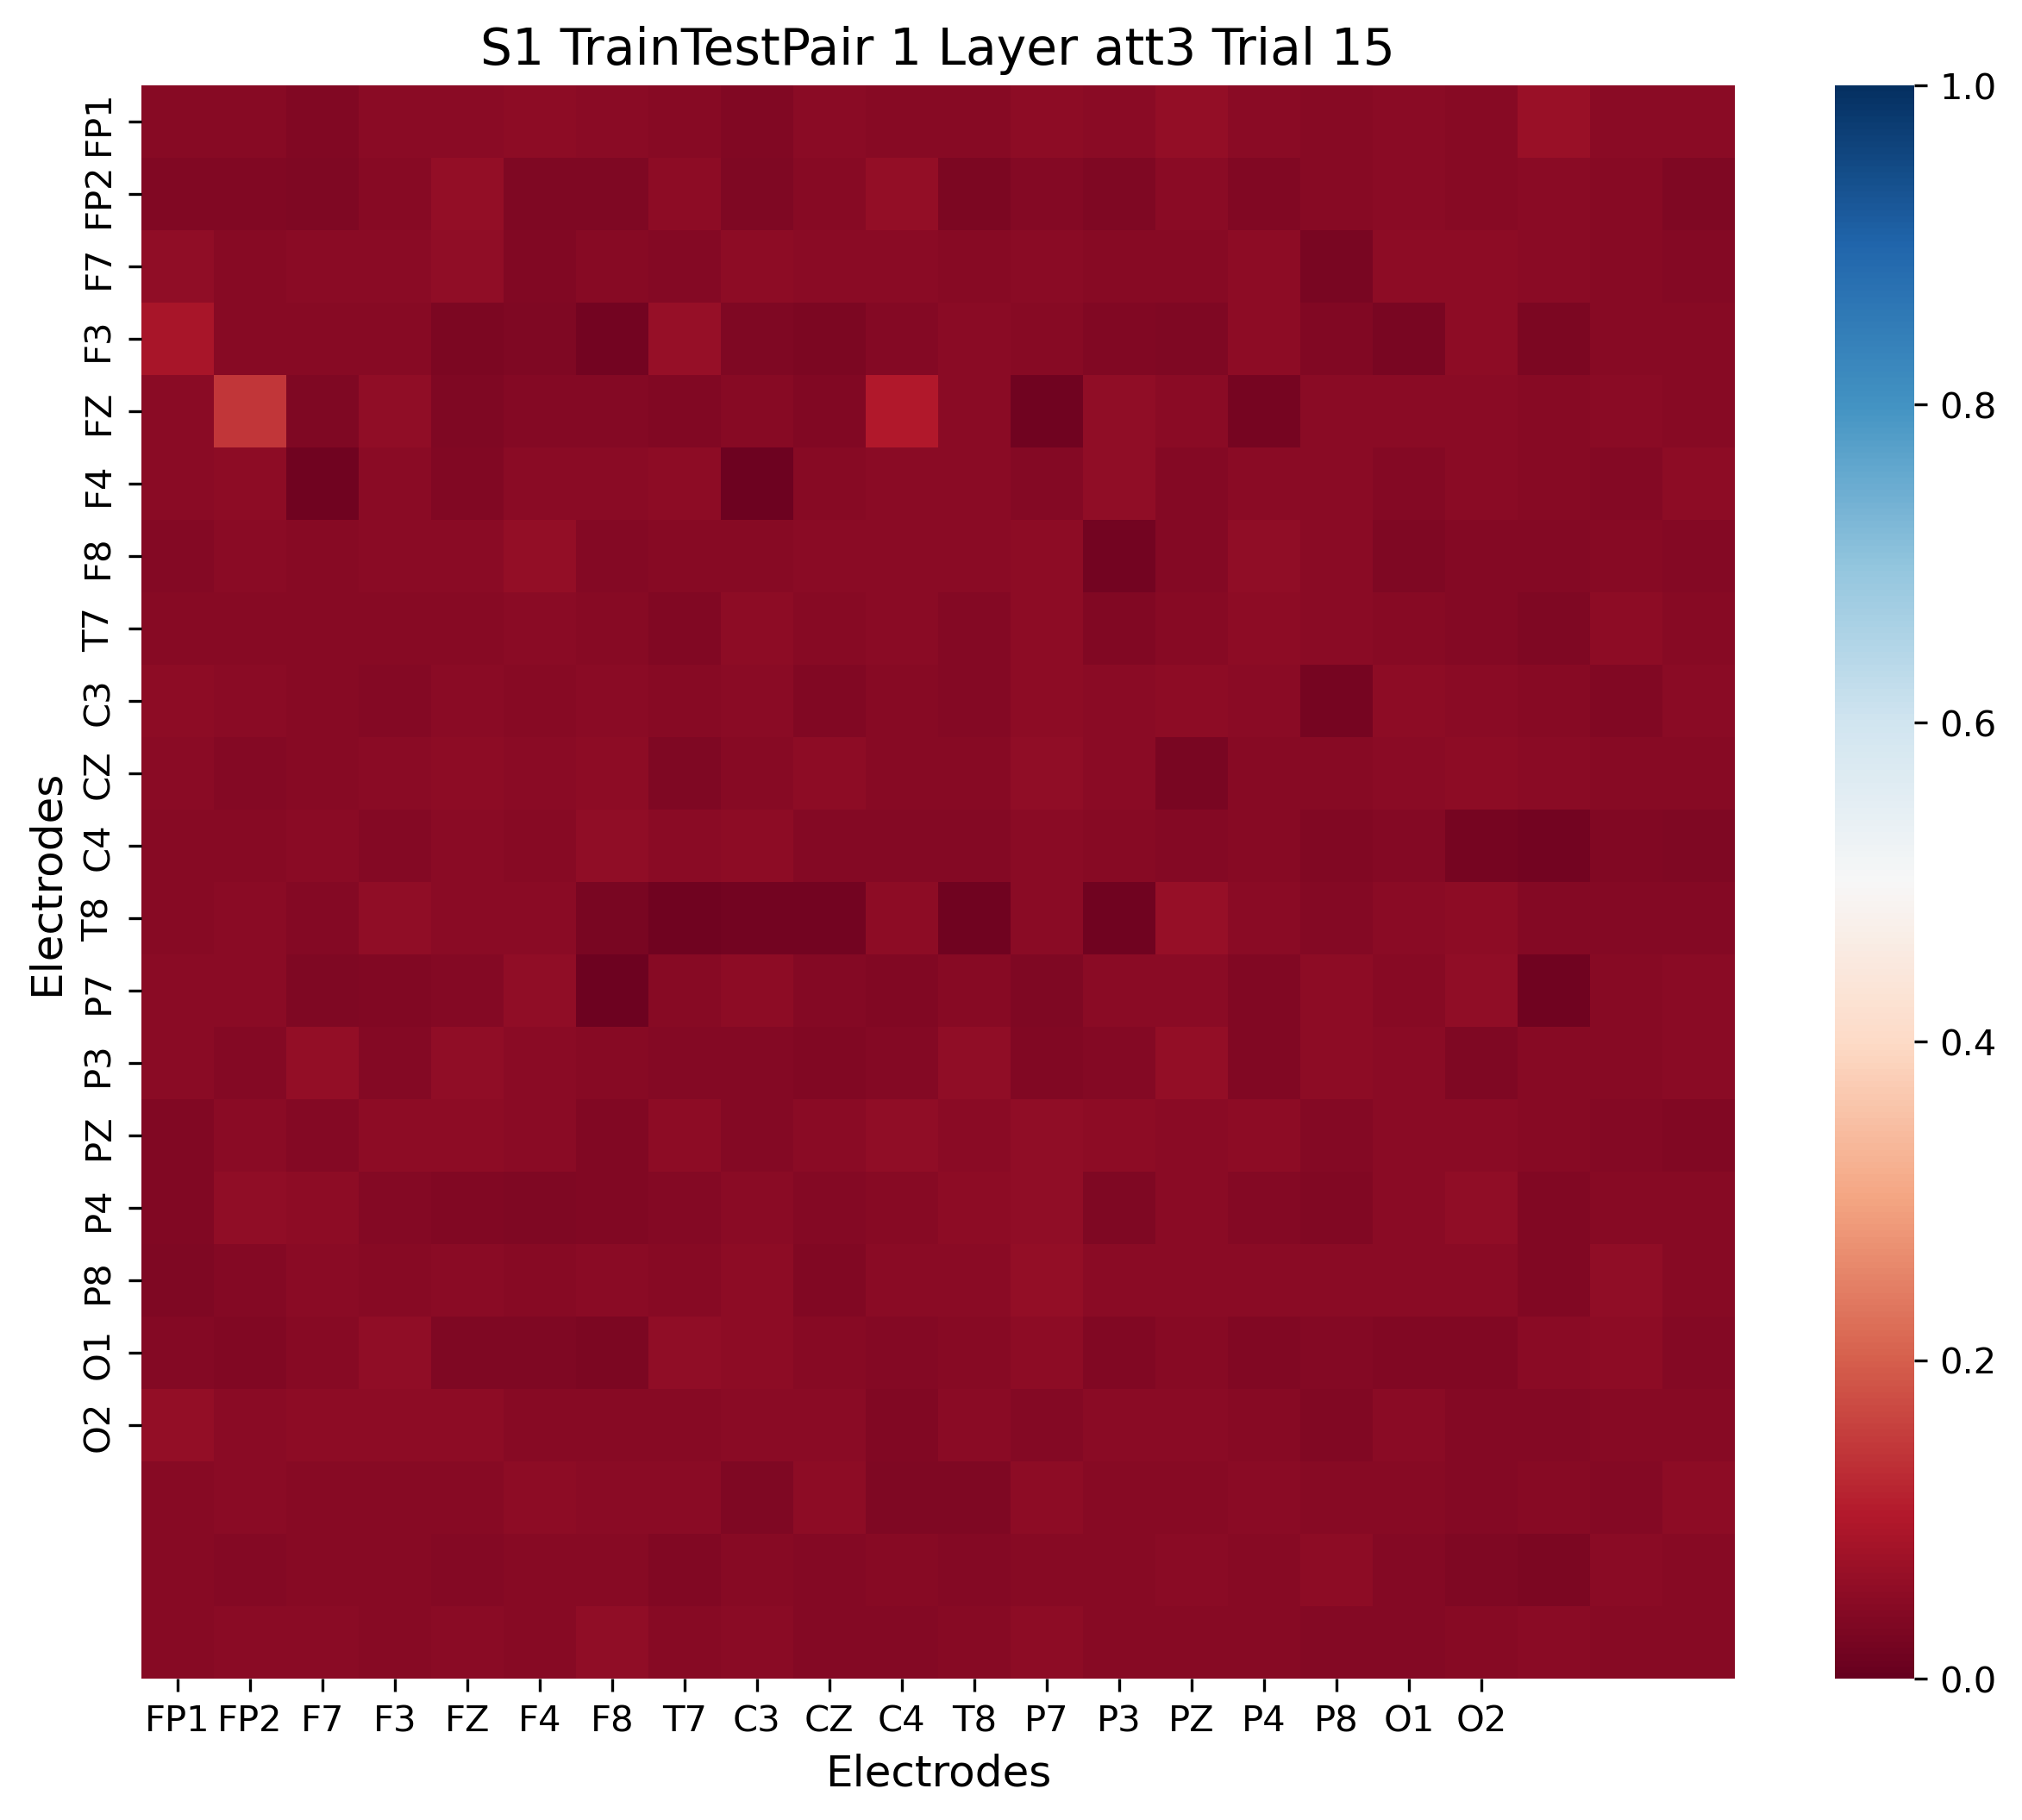 S1 TrainTestPair 1 Layer att3 Trial 15
Electrodes
FP1
FP2
F7
F3
FZ
F4
F8
T7
C3
CZ
C4
T8
P7
P3
PZ
P4
P8
O1
O2
FP1 FP2 F7 F3 FZ F4 F8 T7 C3 CZ C4 T8 P7 P3 PZ P4 P8 O1 O2
Electrodes
1.0
0.8
0.6
0.4
0.2
0.0